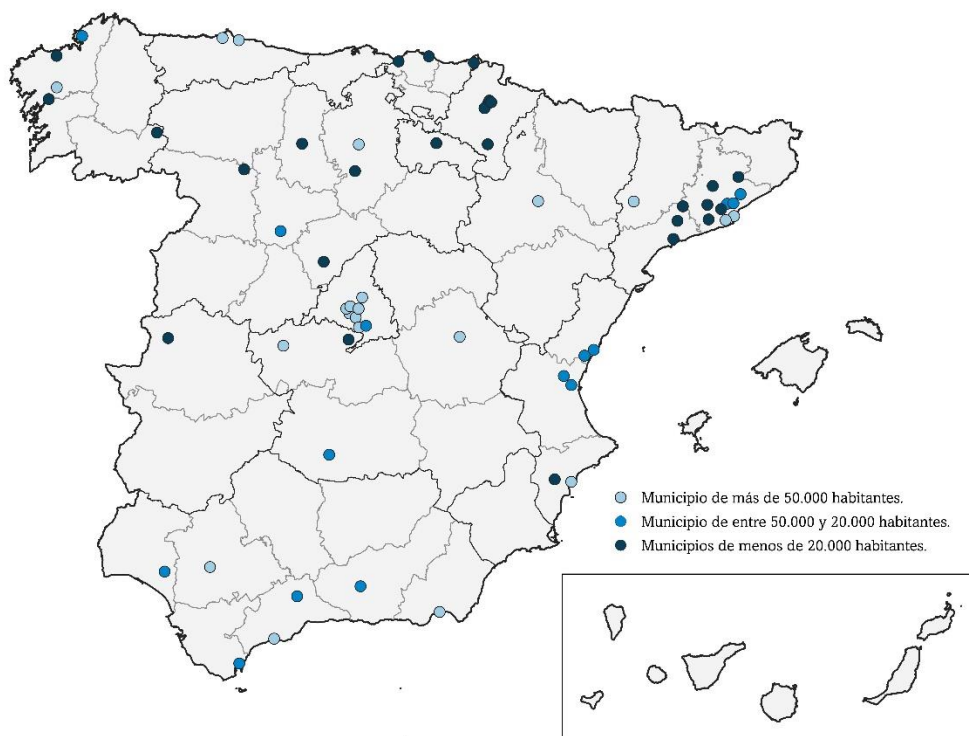 Municipio de más de 50.000 habitantes.
Municipio de entre 50.000 y 20.000 habitantes.
Municipios de menos de 20.000 habitantes.